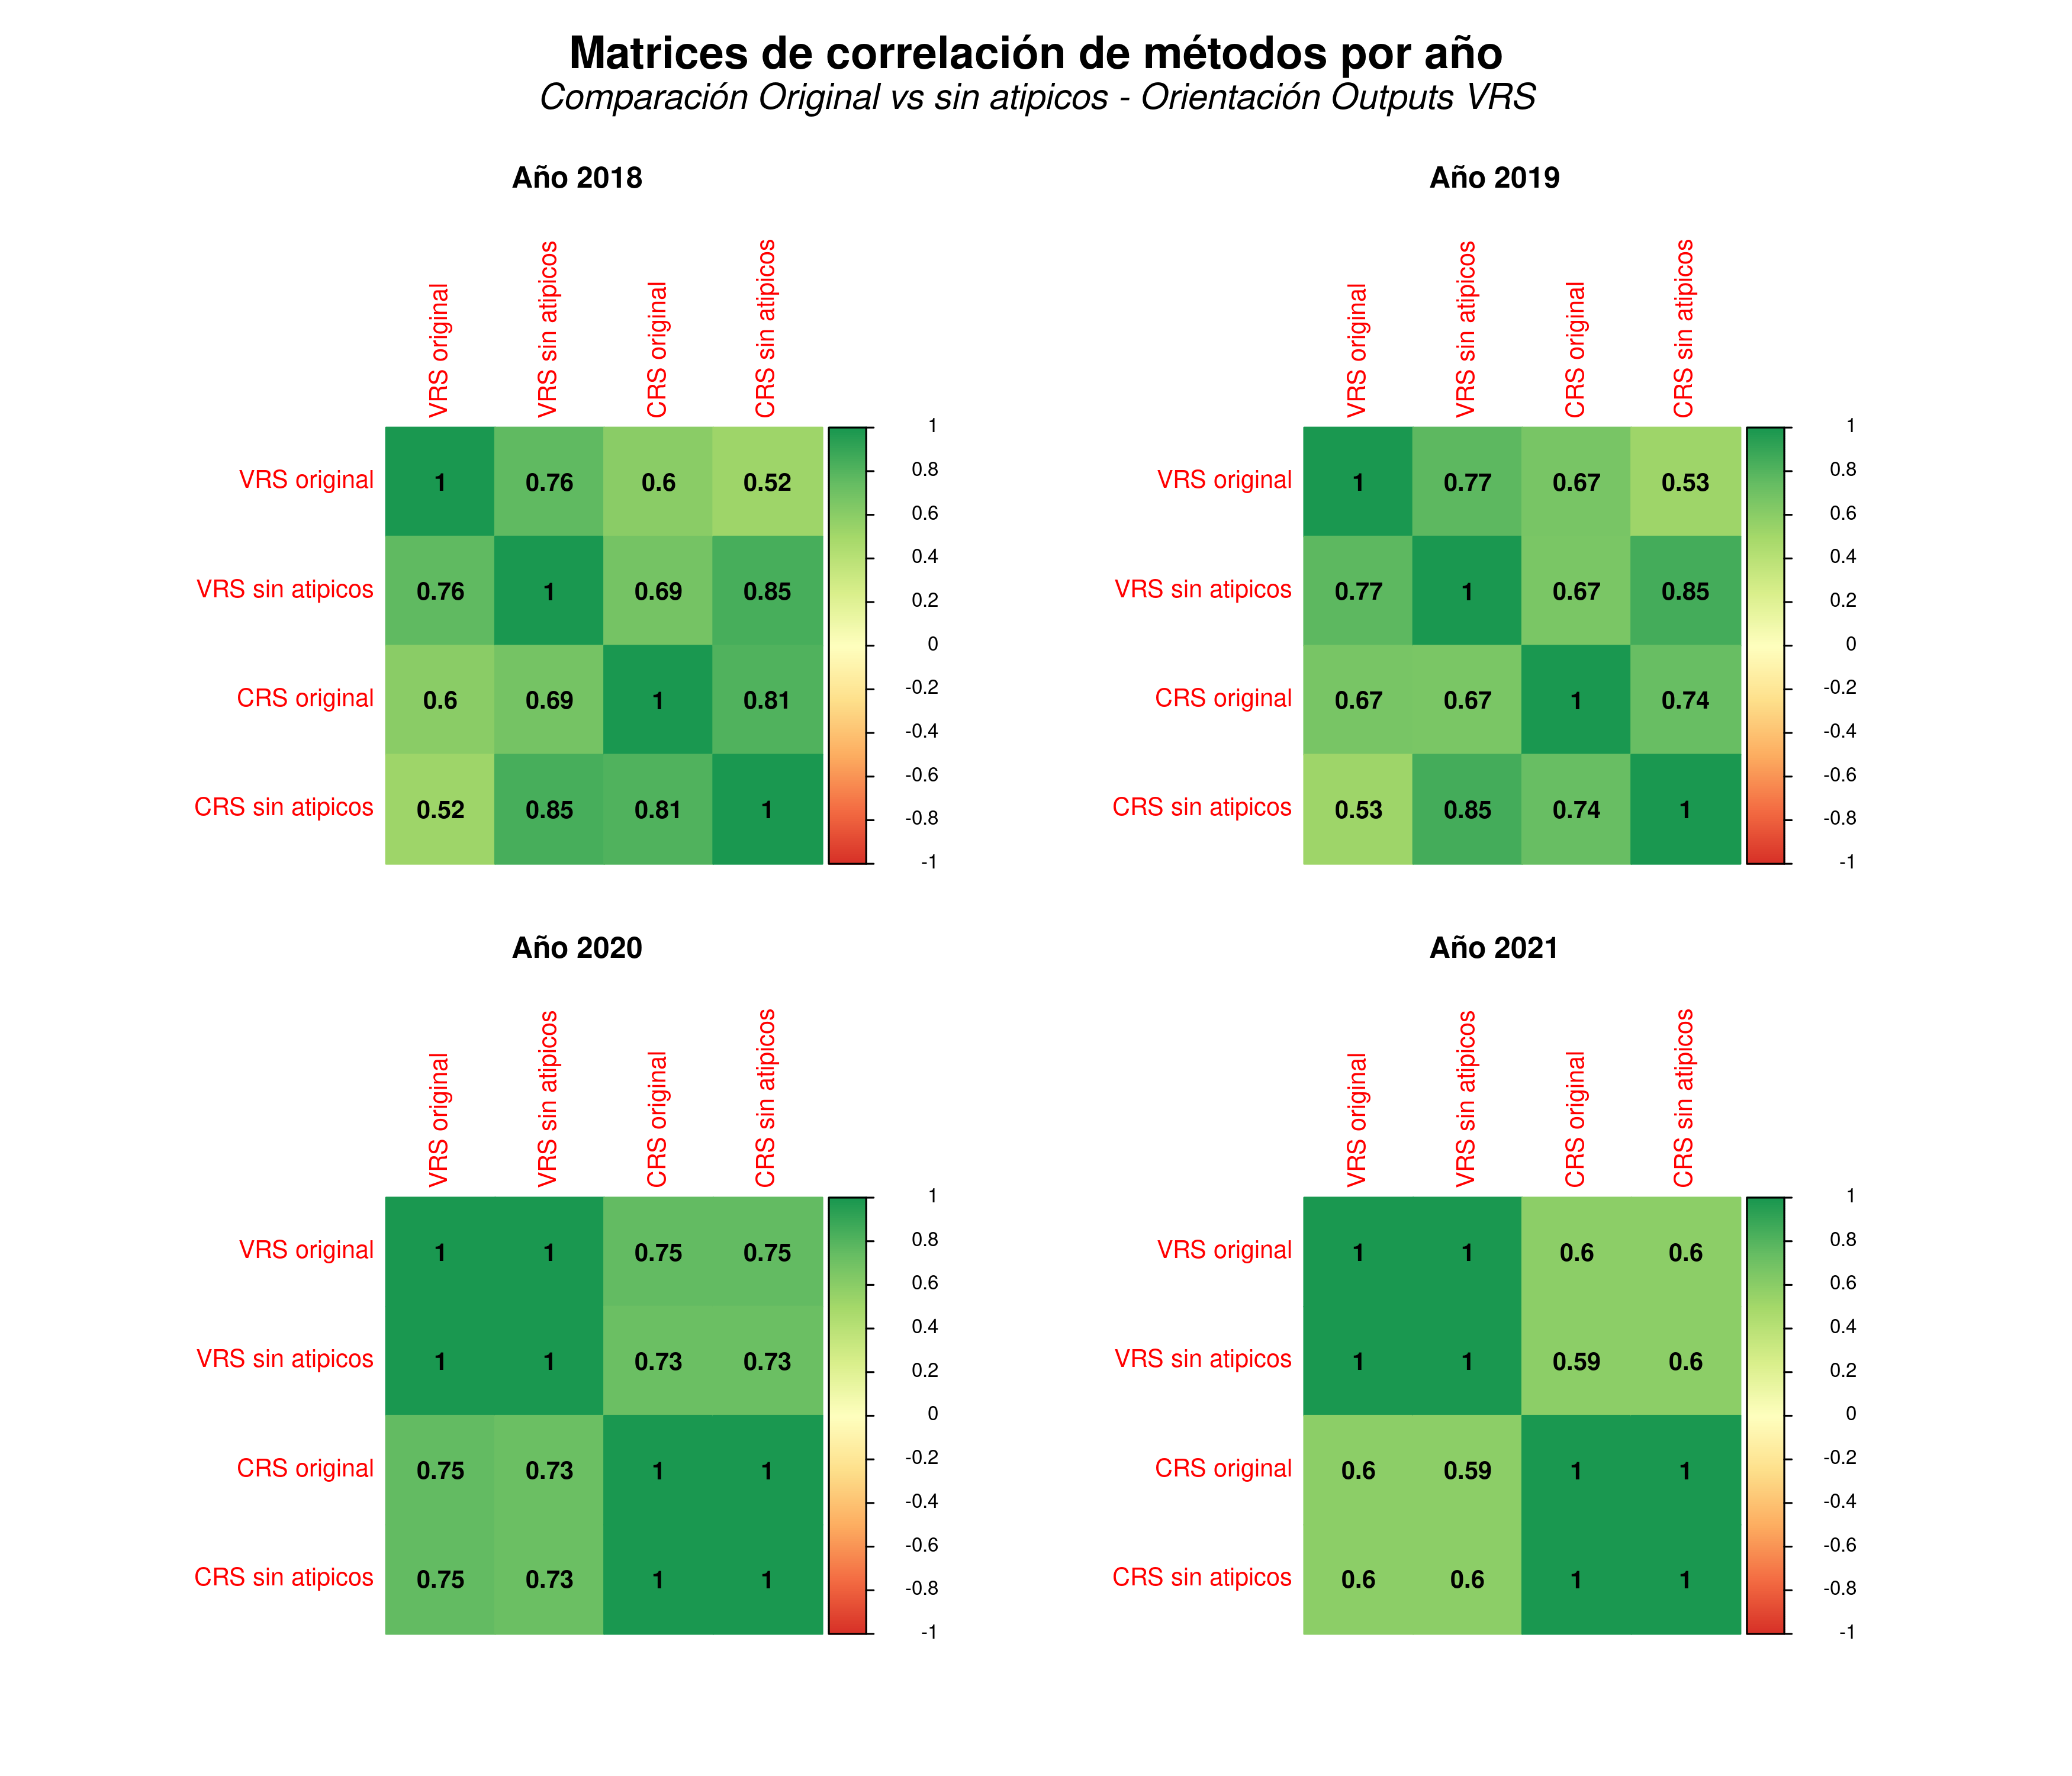 Matrices de correlación de métodos por año
Comparación Original vs sin atipicos - Orientación Outputs VRS
Año 2018
VRS original
VRS sin atipicos
CRS original
CRS sin atipicos
VRS original 1 0.76 0.6 0.52
VRS sin atipicos 0.76 1 0.69 0.85
CRS original 0.6 0.69 1 0.81
CRS sin atipicos 0.52 0.85 0.81 1
1
0.8
0.6
0.4
0.2
0
-0.2
-0.4
-0.6
-0.8
-1
Año 2019
VRS original
VRS sin atipicos
CRS original
CRS sin atipicos
VRS original 1 0.77 0.67 0.53
VRS sin atipicos 0.77 1 0.67 0.85
CRS original 0.67 0.67 1 0.74
CRS sin atipicos 0.53 0.85 0.74 1
1
0.8
0.6
0.4
0.2
0
-0.2
-0.4
-0.6
-0.8
-1
Año 2020
VRS original
VRS sin atipicos
CRS original
CRS sin atipicos
VRS original 1 1 0.75 0.75
VRS sin atipicos 1 1 0.73 0.73
CRS original 0.75 0.73 1 1
CRS sin atipicos 0.75 0.73 1 1
1
0.8
0.6
0.4
0.2
0
-0.2
-0.4
-0.6
-0.8
-1
Año 2021
VRS original
VRS sin atipicos
CRS original
CRS sin atipicos
VRS original 1 1 0.6 0.6
VRS sin atipicos 1 1 0.59 0.6
CRS original 0.6 0.59 1 1
CRS sin atipicos 0.6 0.6 1 1
1
0.8
0.6
0.4
0.2
0
-0.2
-0.4
-0.6
-0.8
-1